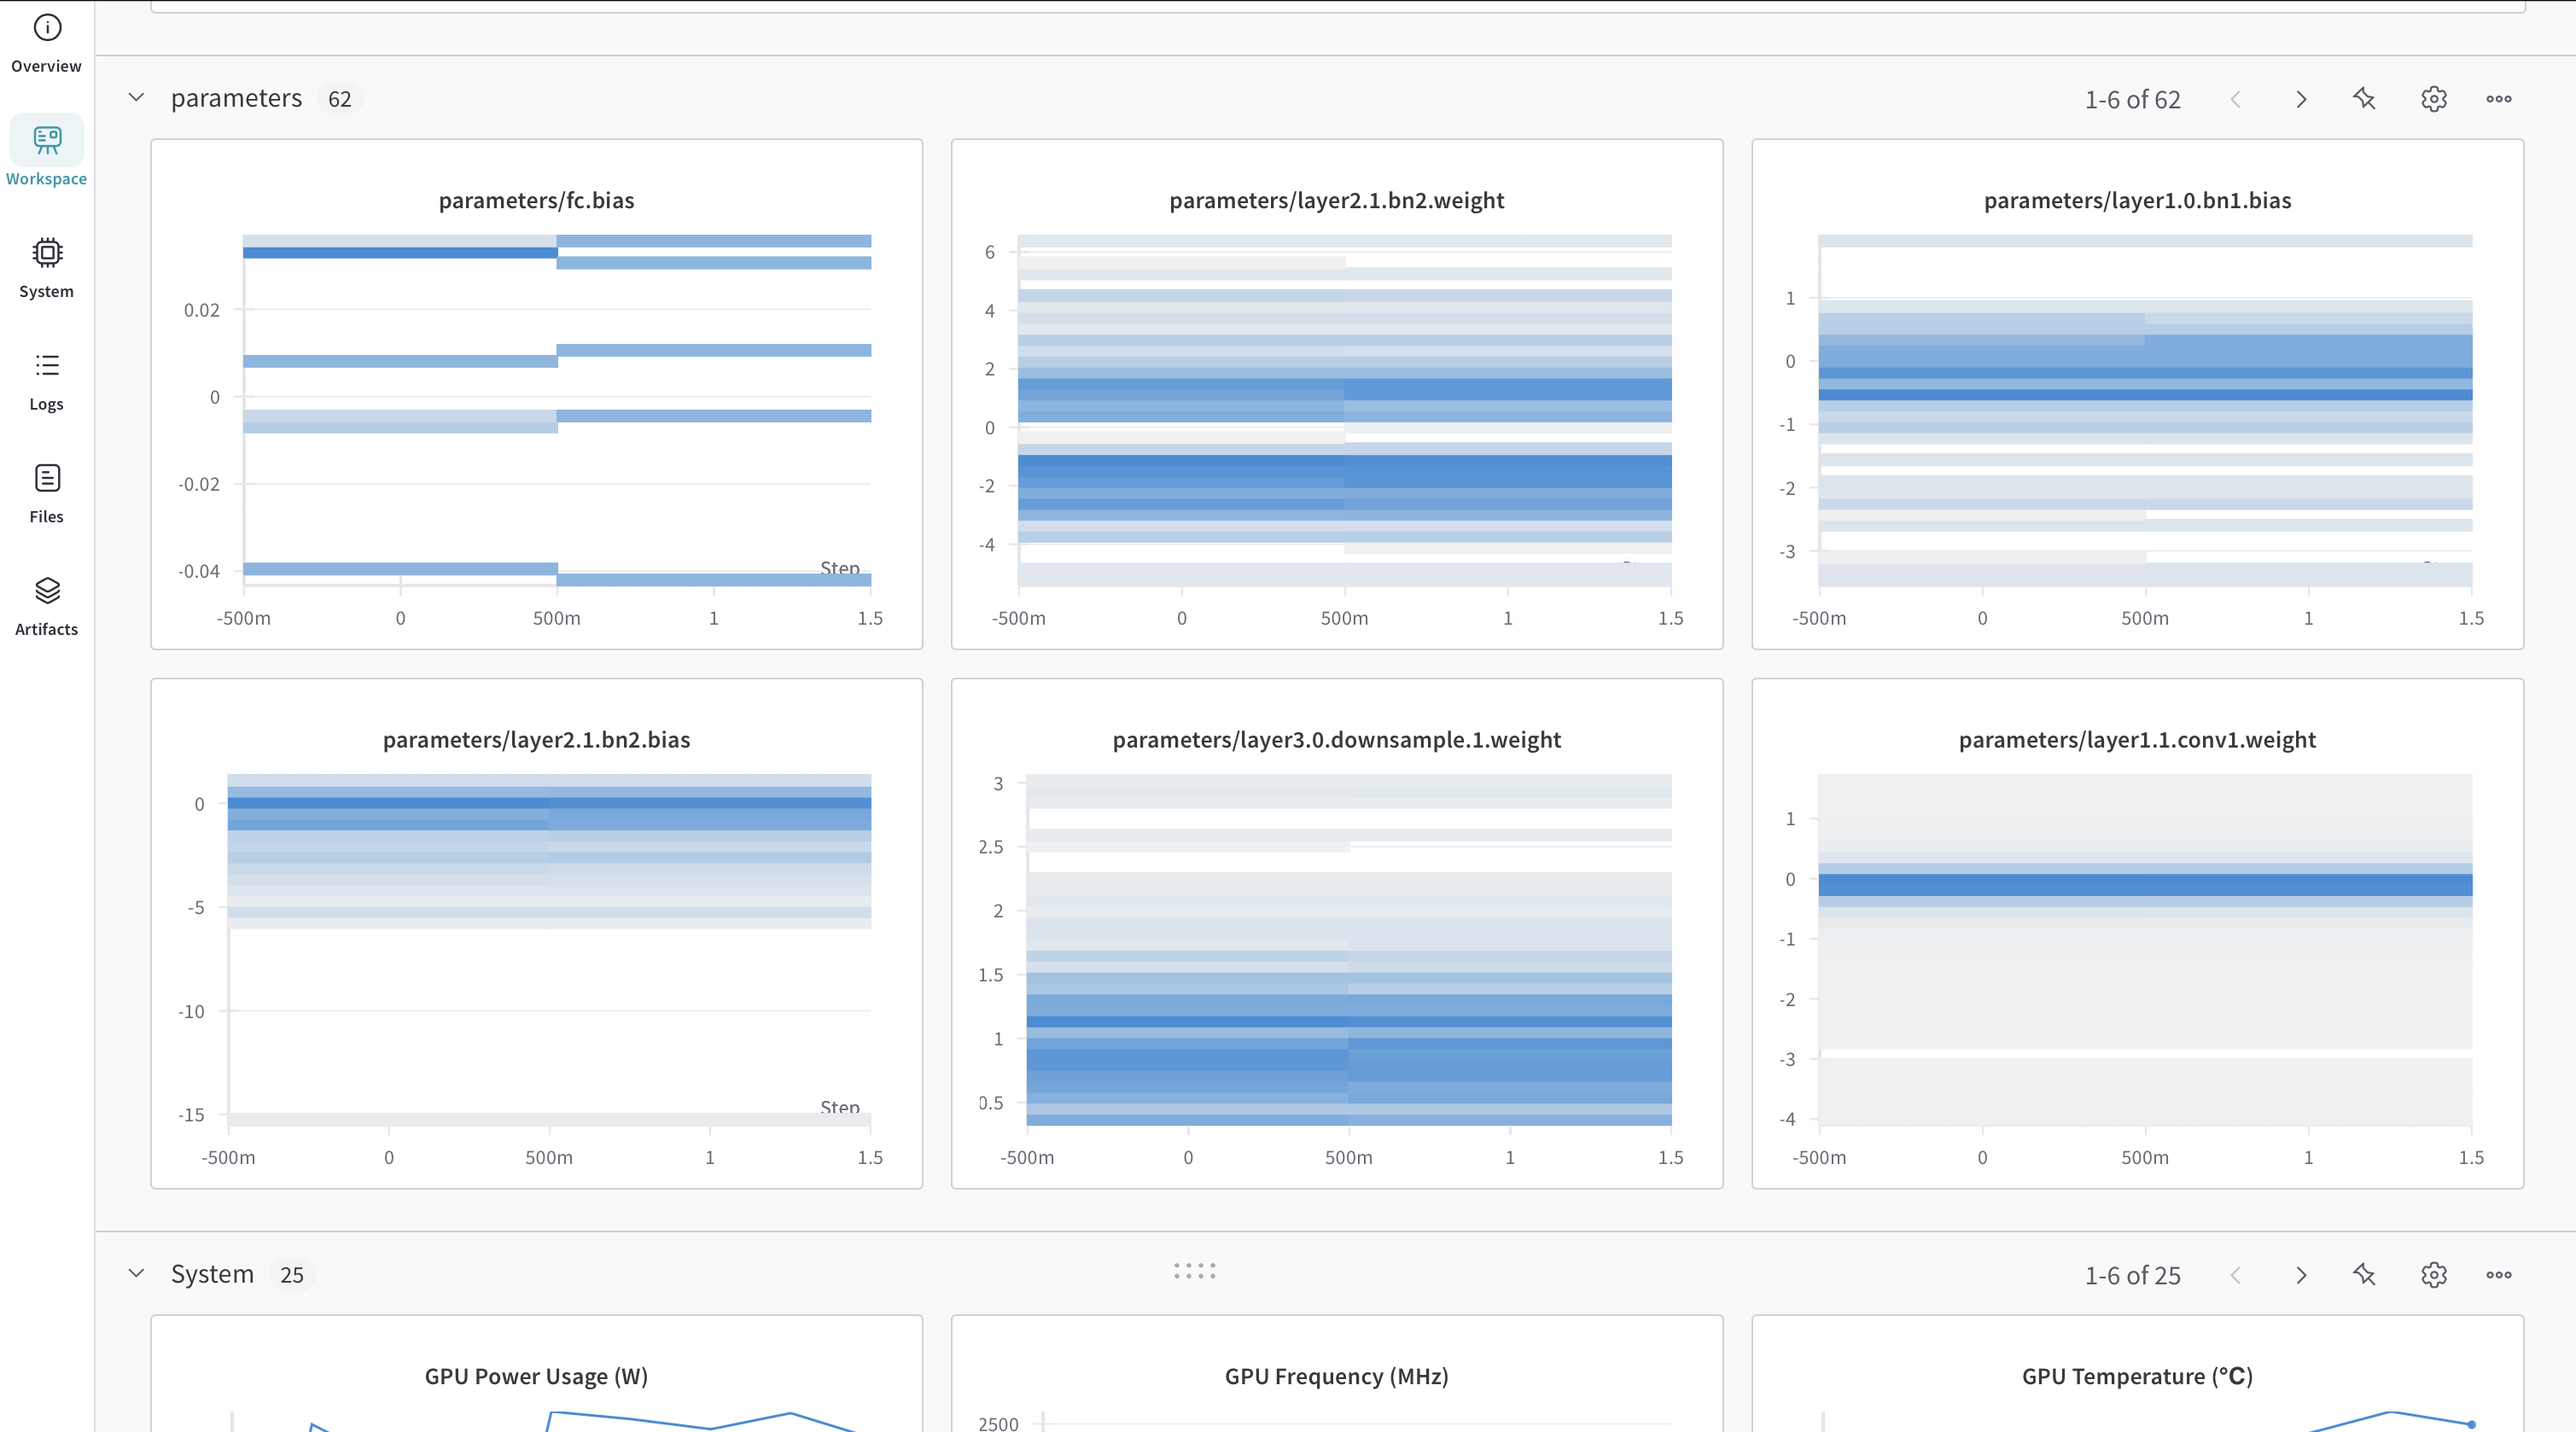 Overview
Workspace
System
Logs
Files
Artifacts
parameters 62
1-6 of 62
parameters/fc.bias
0.02
0
-0.02
-0.04
Step
-500m 0 500m 1 1.5
parameters/layer2.1.bn2.weight
6
4
2
0
-2
-4
-500m 0 500m 1 1.5
parameters/layer1.0.bn1.bias
1
0
-1
-2
-3
-500m 0 500m 1 1.5
parameters/layer2.1.bn2.bias
0
-5
-10
-15
Step
-500m 0 500m 1 1.5
parameters/layer3.0.downsample.1.weight
3
2.5
2
1.5
1
0.5
-500m 0 500m 1 1.5
parameters/layer1.1.conv1.weight
1
0
-1
-2
-3
-4
-500m 0 500m 1 1.5
System 25
1-6 of 25
GPU Power Usage (W)
GPU Frequency (MHz)
2500
GPU Temperature (℃)